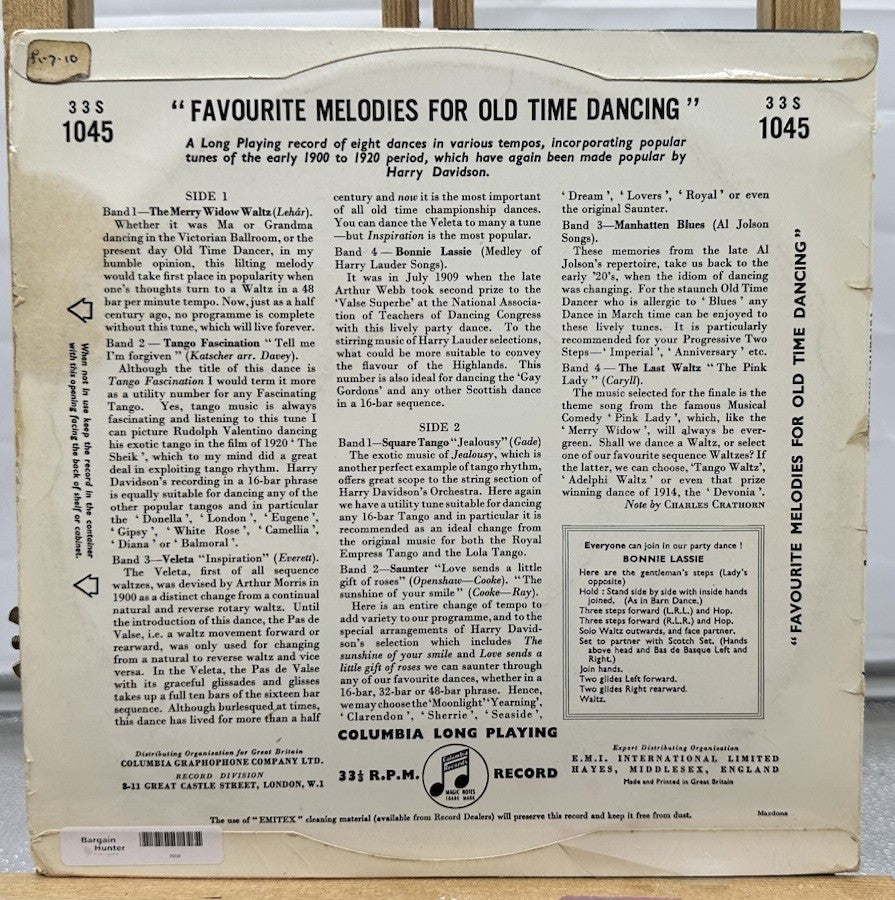 33S
1045
"FAVOURITE MELODIES FOR OLD TIME DANCING"
33S
1045
A Long Playing record of eight dances in various tempos, incorporating popular
tunes of the early 1900 to 1920 period, which have again been made popular by
Harry Davidson.
SIDE 1
Band 1—The Merry Widow Waltz (Lehár).
Whether it was Ma or Grandma
dancing in the Victorian Ballroom, or the
present day Old Time Dancer, in my
humble opinion, this lilting melody
would take first place in popularity when
one's thoughts turn to a Waltz in a 48
bar per minute tempo. Now, just as a half
century ago, no programme is complete
without this tune, which will live forever.
Band 2 — Tango Fascination "Tell me
I'm forgiven" (Katscher arr. Davey).
Although the title of this dance is
Tango Fascination I would term it more
as a utility number for any Fascinating
Tango. Yes, tango music is always
fascinating and listening to this tune I
can picture Rudolph Valentino dancing
his exotic tango in the film of 1920 'The
Sheik', which to my mind did a great
deal in exploiting tango rhythm. Harry
Davidson's recording in a 16-bar phrase
is equally suitable for dancing any of the
other popular tangos and in particular
the 'Donella', 'London', 'Eugene',
'Gipsy', 'White Rose', 'Camellia',
'Diana' or 'Balmoral'.
Band 3—Veleta "Inspiration" (Everett).
The Veleta, first of all sequence
waltzes, was devised by Arthur Morris in
1900 as a distinct change from a continual
natural and reverse rotary waltz. Until
the introduction of this dance, the Pas de
Valse, i.e. a waltz movement forward or
rearward, was only used for changing
from a natural to reverse waltz and vice
versa. In the Veleta, the Pas de Valse
with its graceful glissades and glisses
takes up a full ten bars of the sixteen bar
sequence. Although burlesqued at times,
this dance has lived for more than a half
century and now it is the most important
of all old time championship dances.
You can dance the Veleta to many a tune
—but Inspiration is the most popular.
Band 4 — Bonnie Lassie (Medley of
Harry Lauder Songs).
It was in July 1909 when the late
Arthur Webb took second prize to the
'Valse Superbe' at the National Associa-
tion of Teachers of Dancing Congress
with this lively party dance. To the
stirring music of Harry Lauder selections,
what could be more suitable to convey
the flavour of the Highlands. This
number is also ideal for dancing the 'Gay
Gordons' and any other Scottish dance
in a 16-bar sequence.
SIDE 2
Band 1—Square Tango "Jealousy" (Gade)
The exotic music of Jealousy, which is
another perfect example of tango rhythm,
offers great scope to the string section of
Harry Davidson's Orchestra. Here again
we have a utility tune suitable for dancing
any 16-bar Tango and in particular it is
recommended as an ideal change from
the original music for both the Royal
Empress Tango and the Lola Tango.
Band 2—Saunter "Love sends a little
gift of roses" (Openshaw—Cooke). "The
sunshine of your smile" (Cooke—Ray).
Here is an entire change of tempo to
add variety to our programme, and to the
special arrangements of Harry David-
son's selection which includes The
sunshine of your smile and Love sends a
little gift of roses we can saunter through
any of our favourite dances, whether in a
16-bar, 32-bar or 48-bar phrase. Hence,
we may choose the 'Moonlight' 'Yearning',
'Clarendon', 'Sherrie', 'Seaside',
'Dream', 'Lovers', 'Royal' or even
the original Saunter.
Band 3—Manhatten Blues (Al Jolson
Songs).
These memories from the late Al
Jolson's repertoire, take us back to the
early '20's, when the idiom of dancing
was changing. For the staunch Old Time
Dancer who is allergic to 'Blues' any
Dance in March time can be enjoyed to
these lively tunes. It is particularly
recommended for your Progressive Two
Steps—'Imperial', 'Anniversary' etc.
Band 4 — The Last Waltz "The Pink
Lady" (Caryll).
The music selected for the finale is the
theme song from the famous Musical
Comedy 'Pink Lady', which, like the
'Merry Widow', will always be ever-
green. Shall we dance a Waltz, or select
one of our favourite sequence Waltzes? If
the latter, we can choose, 'Tango Waltz',
'Adelphi Waltz' or even that prize
winning dance of 1914, the 'Devonia'.
Note by CHARLES CRATHORN
Everyone can join in our party dance!
BONNIE LASSIE
Here are the gentleman's steps (Lady's
opposite)
Hold: Stand side by side with inside hands
joined. (As in Barn Dance.)
Three steps forward (L.R.L.) and Hop.
Three steps forward (R.L.R.) and Hop.
Solo Waltz outwards, and face partner.
Set to partner with Scotch Set. (Hands
above head and Bas de Basque Left and
Right.)
Join hands.
Two glides Left forward.
Two glides Right rearward.
Waltz.
When not in use keep the record in the container
with this opening facing the back of shelf or cabinet.
"FAVOURITE MELODIES FOR OLD TIME DANCING"
Distributing Organisation for Great Britain
COLUMBIA GRAPHOPHONE COMPANY LTD.
RECORD DIVISION
8-11 GREAT CASTLE STREET, LONDON, W.1
COLUMBIA LONG PLAYING
33⅓ R.P.M.
Columbia
Records
MAGIC NOTES
TRADE MARK
RECORD
Export Distributing Organisation
E.M.I. INTERNATIONAL LIMITED
HAYES, MIDDLESEX, ENGLAND
Made and Printed in Great Britain
The use of "EMITEX" cleaning material (available from Record Dealers) will preserve this record and keep it free from dust.
Mardons
Bargain
Hunter